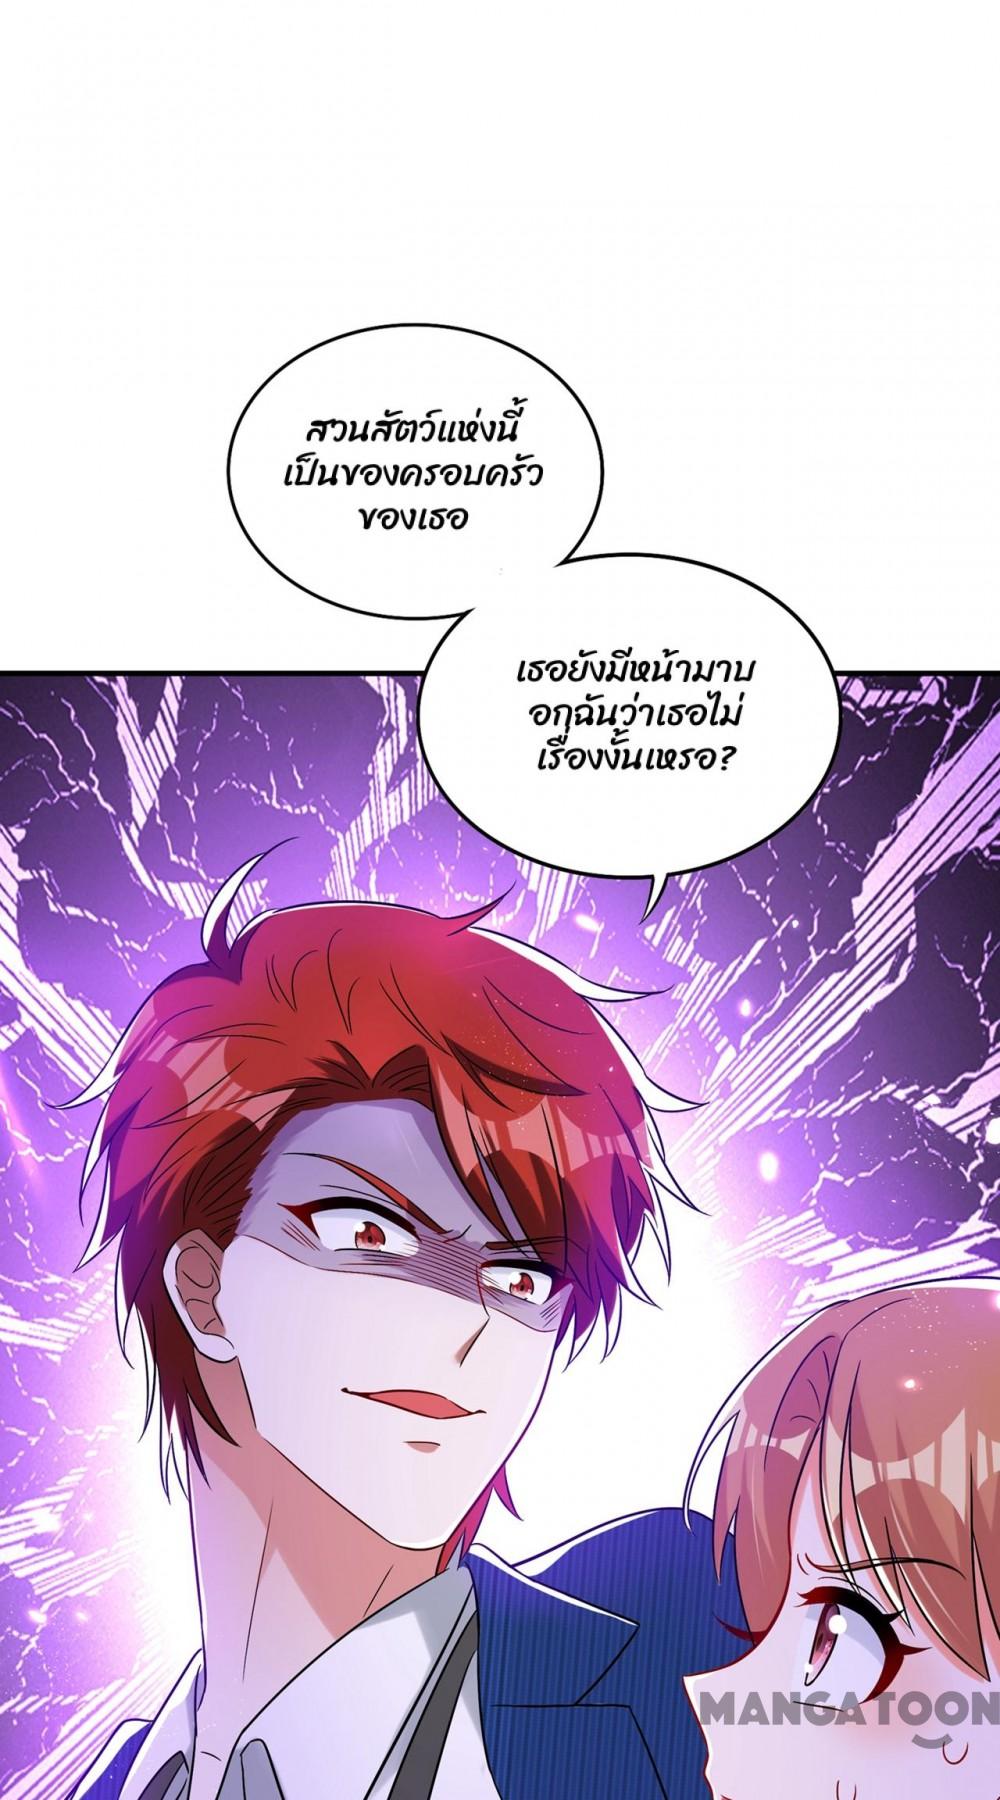 สวนสัตว์แห่งนี้
เป็นของครอบครัว
ของเธอ
เธอยังมีหน้ามาบ
อกฉันว่าเธอไม่
เรื่องงั้นเหรอ?
MANGATOON